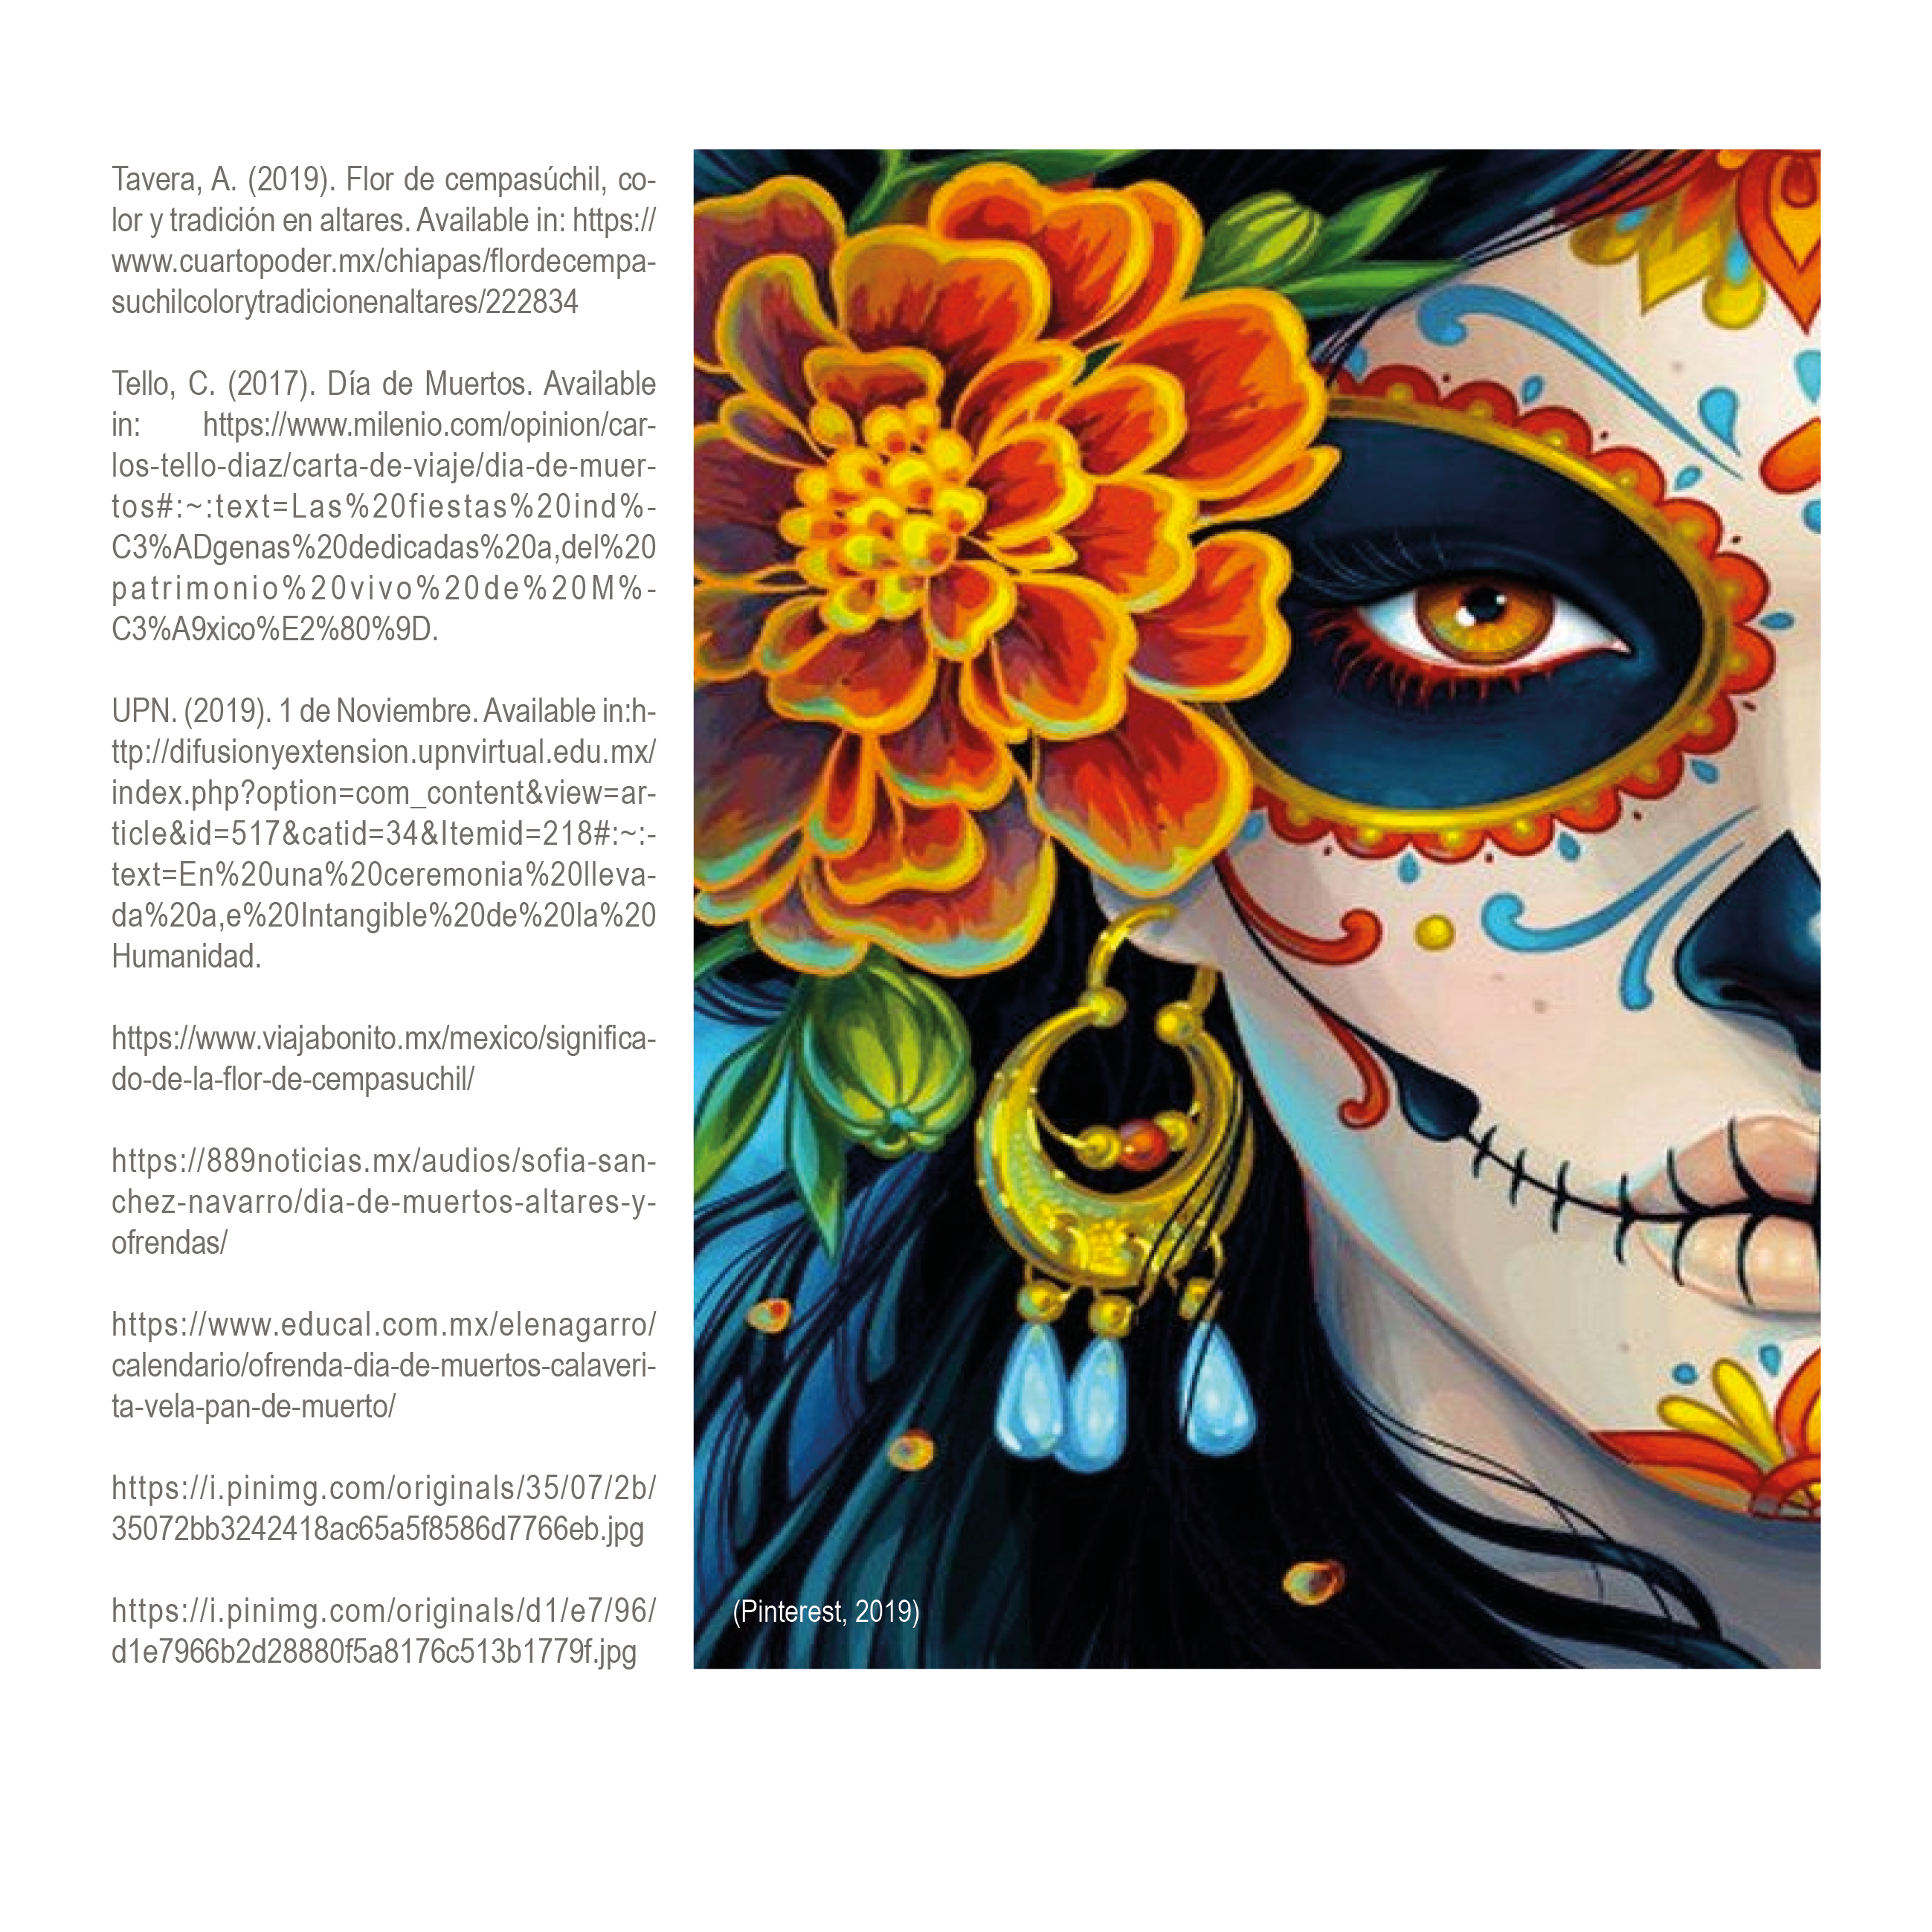 Tavera, A. (2019). Flor de cempasúchil, co-
lor y tradición en altares. Available in: https://
www.cuartopoder.mx/chiapas/flordecempa-
suchilcolorytradicionenaltares/222834
Tello, C. (2017). Día de Muertos. Available
in: https://www.milenio.com/opinion/car-
los-tello-diaz/carta-de-viaje/dia-de-muer-
tos#:~:text=Las%20fiestas%20ind%-
C3%ADgenas%20dedicadas%20a,del%20
patrimonio%20vivo%20de%20M%-
C3%A9xico%E2%80%9D.
UPN. (2019). 1 de Noviembre. Available in:h-
ttp://difusionyextension.upnvirtual.edu.mx/
index.php?option=com_content&view=ar-
ticle&id=517&catid=34&Itemid=218#:~:-
text=En%20una%20ceremonia%20lleva-
da%20a,e%20Intangible%20de%20la%20
Humanidad.
https://www.viajabonito.mx/mexico/significa-
do-de-la-flor-de-cempasuchil/
https://889noticias.mx/audios/sofia-san-
chez-navarro/dia-de-muertos-altares-y-
ofrendas/
https://www.educal.com.mx/elenagarro/
calendario/ofrenda-dia-de-muertos-calaveri-
ta-vela-pan-de-muerto/
https://i.pinimg.com/originals/35/07/2b/
35072bb3242418ac65a5f8586d7766eb.jpg
https://i.pinimg.com/originals/d1/e7/96/
d1e7966b2d28880f5a8176c513b1779f.jpg
(Pinterest, 2019)